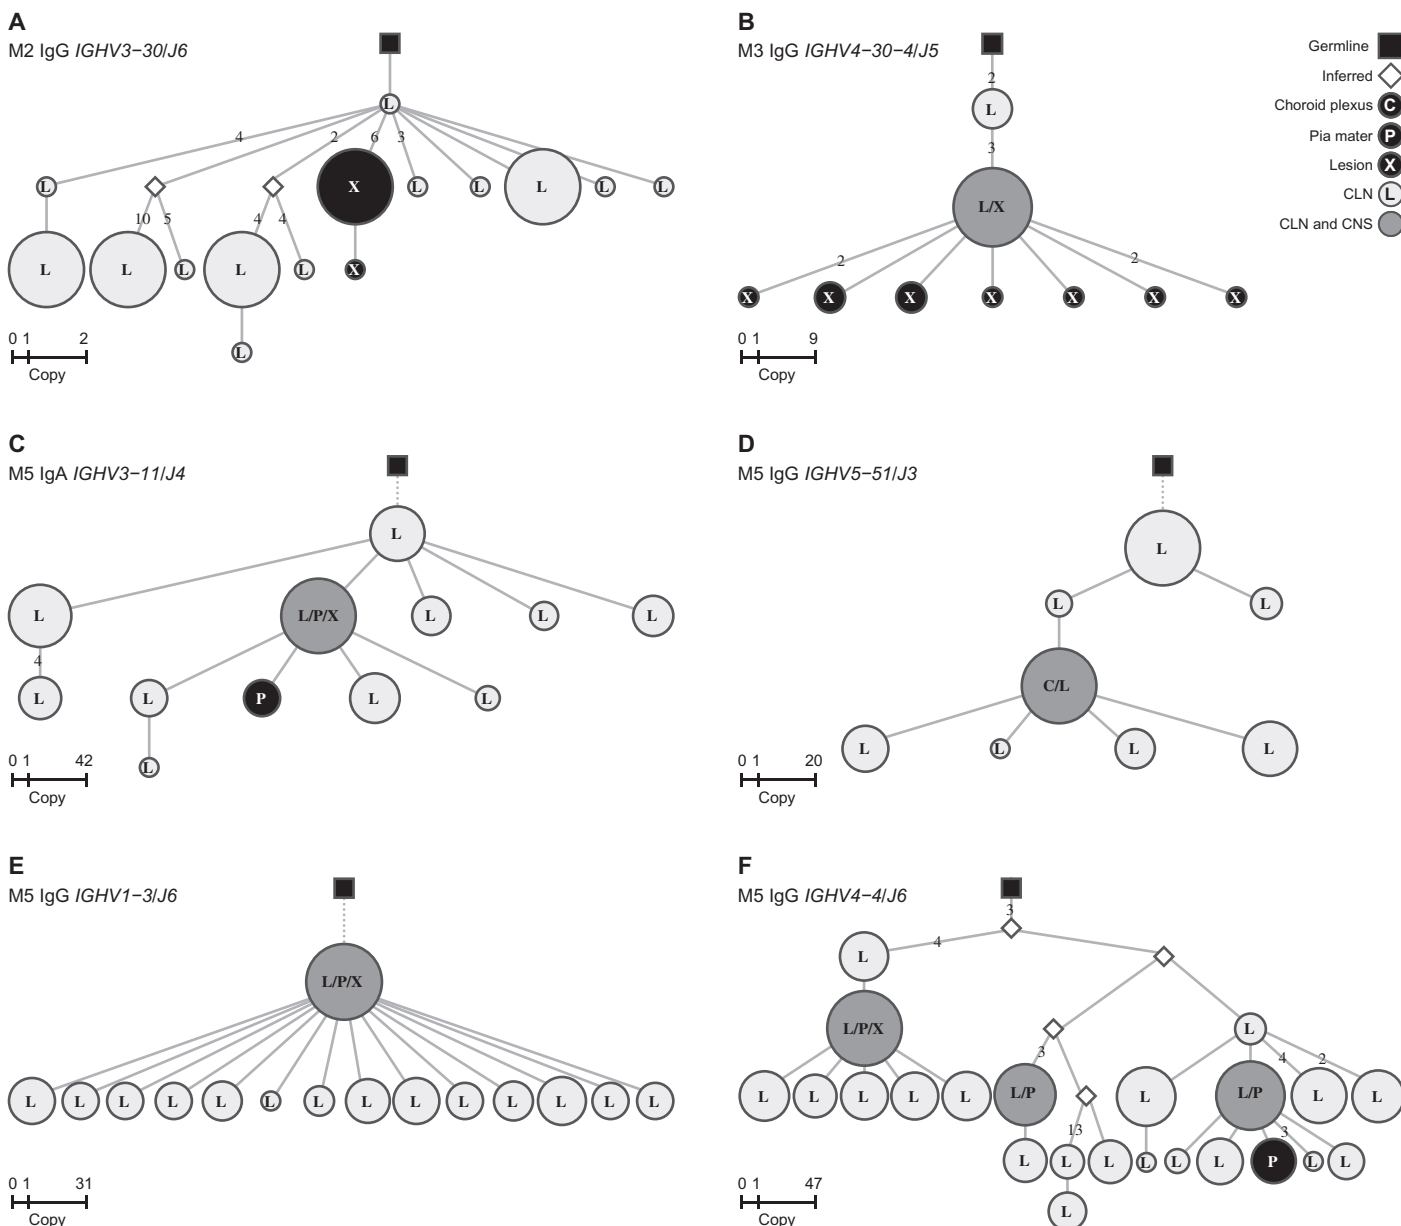 A
M2 IgG IGHV3−30/J6
L
4 2 6 3
L X L L L L L
10 5 4 4
L L L L L X
L
0 1 2
Copy
B
M3 IgG IGHV4−30−4/J5
2
L
3
L/X
2 2
X X X X X X X
0 1 9
Copy
Germline
Inferred
Choroid plexus C
Pia mater P
Lesion X
CLN L
CLN and CNS
C
M5 IgA IGHV3−11/J4
L
L L/P/X L L L
4
L L P L L
L
0 1 42
Copy
D
M5 IgG IGHV5−51/J3
L
L L
C/L
L L L L
0 1 20
Copy
E
M5 IgG IGHV1−3/J6
L/P/X
L L L L L L L L L L L L L L
0 1 31
Copy
F
M5 IgG IGHV4−4/J6
3
4
L
L/P/X L
3 4 2
L L L L L L/P L L/P L L
13 3
L L L L L L P L L
L
0 1 47
Copy